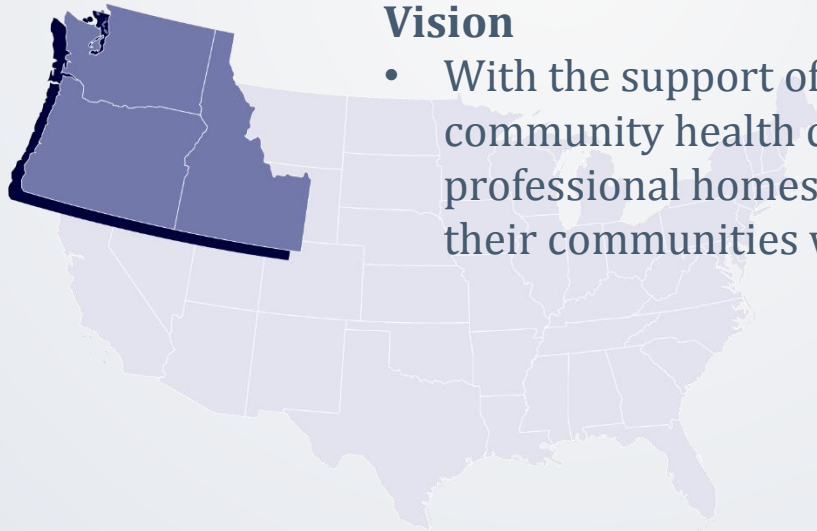 Vision
• With the support of
community health
professional homes
their communities